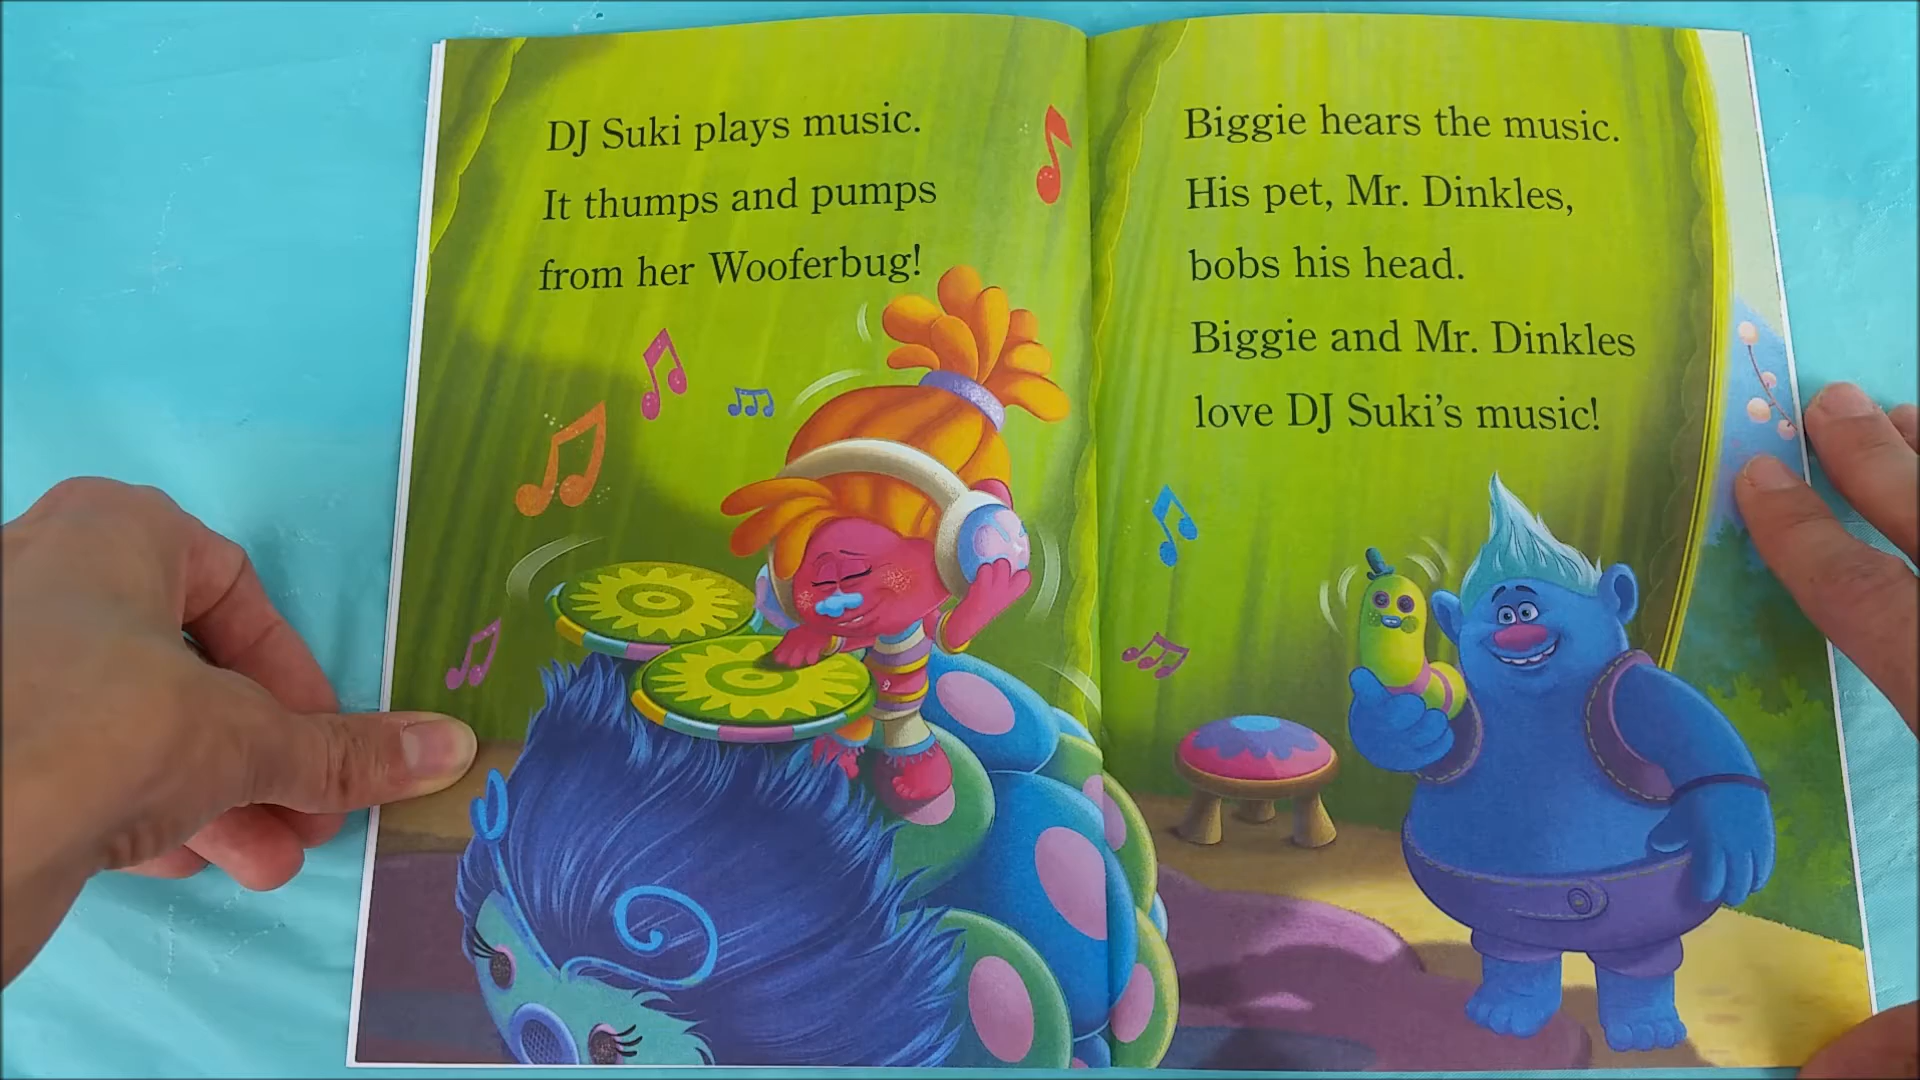 DJ Suki plays music.
It thumps and pumps
from her Wooferbug!
Biggie hears the music.
His pet, Mr. Dinkles,
bobs his head.
Biggie and Mr. Dinkles
love DJ Suki’s music!